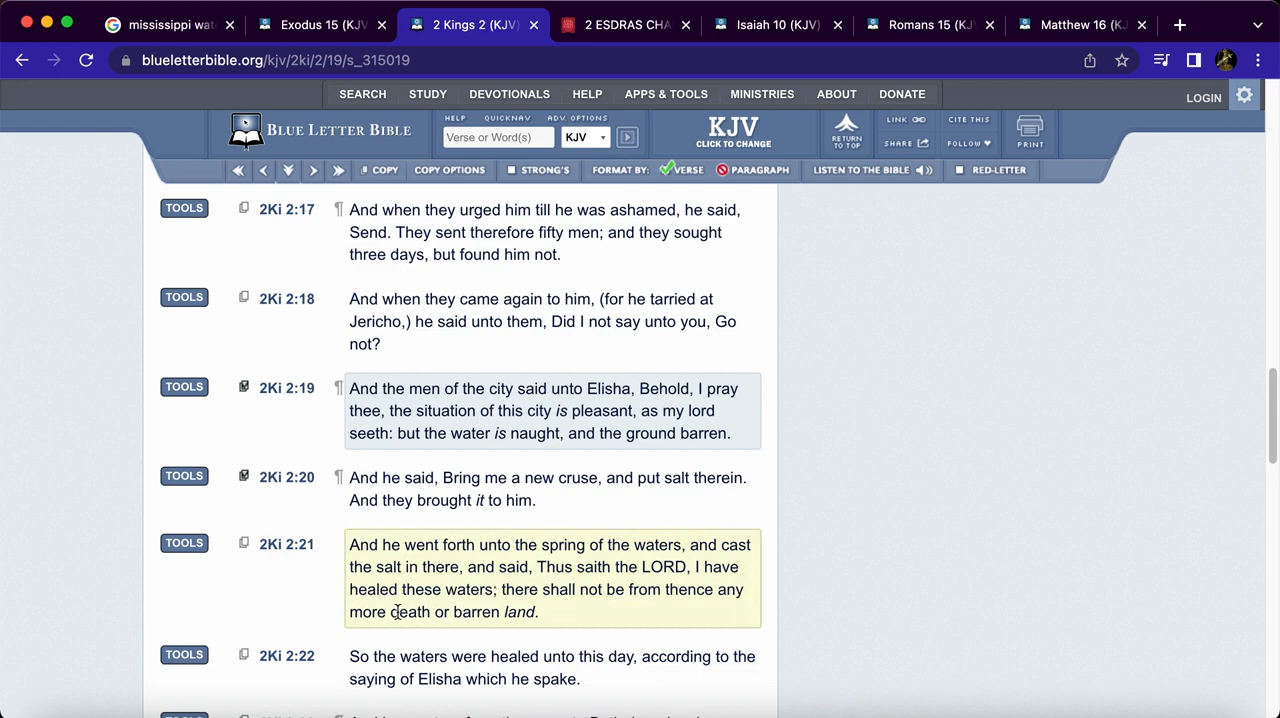 mississippi wat
Exodus 15 (KJV
2 Kings 2 (KJV)
2 ESDRAS CHA
Isaiah 10 (KJV)
Romans 15 (KJV
Matthew 16 (KJ
blueletterbible.org/kjv/2ki/2/19/s_315019
SEARCH STUDY DEVOTIONALS HELP APPS & TOOLS MINISTRIES ABOUT DONATE
LOGIN
BLUE LETTER BIBLE
HELP QUICKNAV ADV. OPTIONS
Verse or Word(s) KJV
KJV
CLICK TO CHANGE
RETURN
TO TOP
LINK CITE THIS
SHARE FOLLOW
PRINT
COPY COPY OPTIONS STRONG'S FORMAT BY: VERSE PARAGRAPH LISTEN TO THE BIBLE RED-LETTER
TOOLS 2Ki 2:17 ¶ And when they urged him till he was ashamed, he said,
Send. They sent therefore fifty men; and they sought
three days, but found him not.
TOOLS 2Ki 2:18 And when they came again to him, (for he tarried at
Jericho,) he said unto them, Did I not say unto you, Go
not?
TOOLS 2Ki 2:19 ¶ And the men of the city said unto Elisha, Behold, I pray
thee, the situation of this city is pleasant, as my lord
seeth: but the water is naught, and the ground barren.
TOOLS 2Ki 2:20 ¶ And he said, Bring me a new cruse, and put salt therein.
And they brought it to him.
TOOLS 2Ki 2:21 And he went forth unto the spring of the waters, and cast
the salt in there, and said, Thus saith the LORD, I have
healed these waters; there shall not be from thence any
more death or barren land.
TOOLS 2Ki 2:22 So the waters were healed unto this day, according to the
saying of Elisha which he spake.